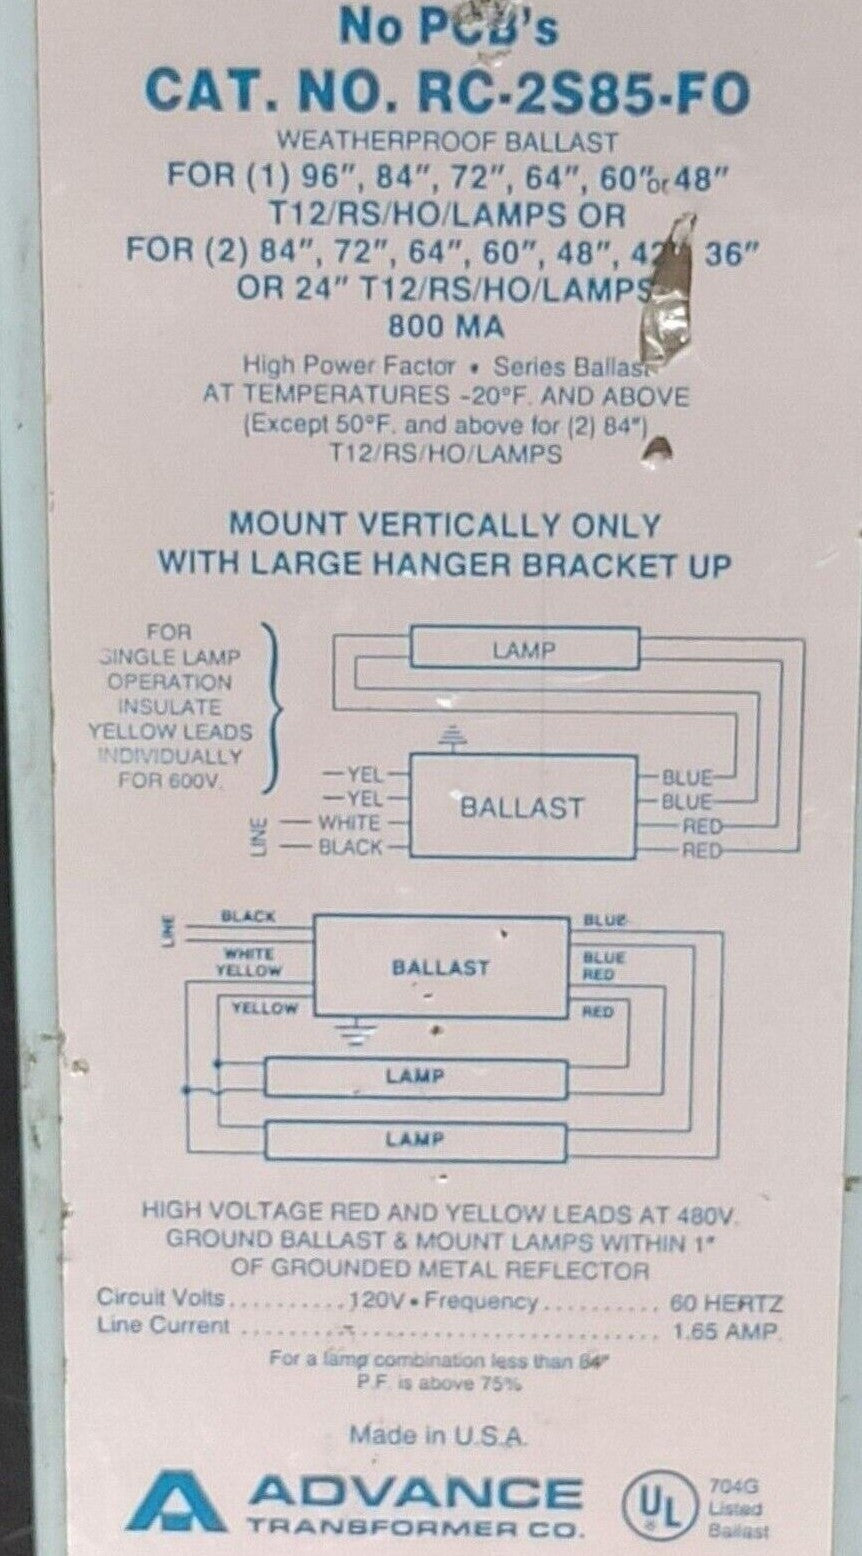 No PCB's
CAT. NO. RC-2S85-FO
WEATHERPROOF BALLAST
FOR (1) 96", 84", 72", 64", 60" or 48"
T12/RS/HO/LAMPS OR
FOR (2) 84", 72", 64", 60", 48", 42" 36"
OR 24" T12/RS/HO/LAMPS
800 MA
High Power Factor • Series Ballast
AT TEMPERATURES -20°F. AND ABOVE
(Except 50°F. and above for (2) 84")
T12/RS/HO/LAMPS
MOUNT VERTICALLY ONLY
WITH LARGE HANGER BRACKET UP
FOR
SINGLE LAMP
OPERATION
INSULATE
YELLOW LEADS
INDIVIDUALLY
FOR 600V.
LAMP
BALLAST
YEL
YEL
WHITE
BLACK
LINE
BLUE
BLUE
RED
RED
LINE
BLACK
WHITE
YELLOW
YELLOW
BALLAST
BLUE
BLUE
RED
RED
LAMP
LAMP
HIGH VOLTAGE RED AND YELLOW LEADS AT 480V.
GROUND BALLAST & MOUNT LAMPS WITHIN 1"
OF GROUNDED METAL REFLECTOR
Circuit Volts..........120V • Frequency.......... 60 HERTZ
Line Current .................................... 1.65 AMP.
For a lamp combination less than 84"
P.F. is above 75%
Made in U.S.A.
ADVANCE
TRANSFORMER CO.
UL
®
704G
Listed
Ballast